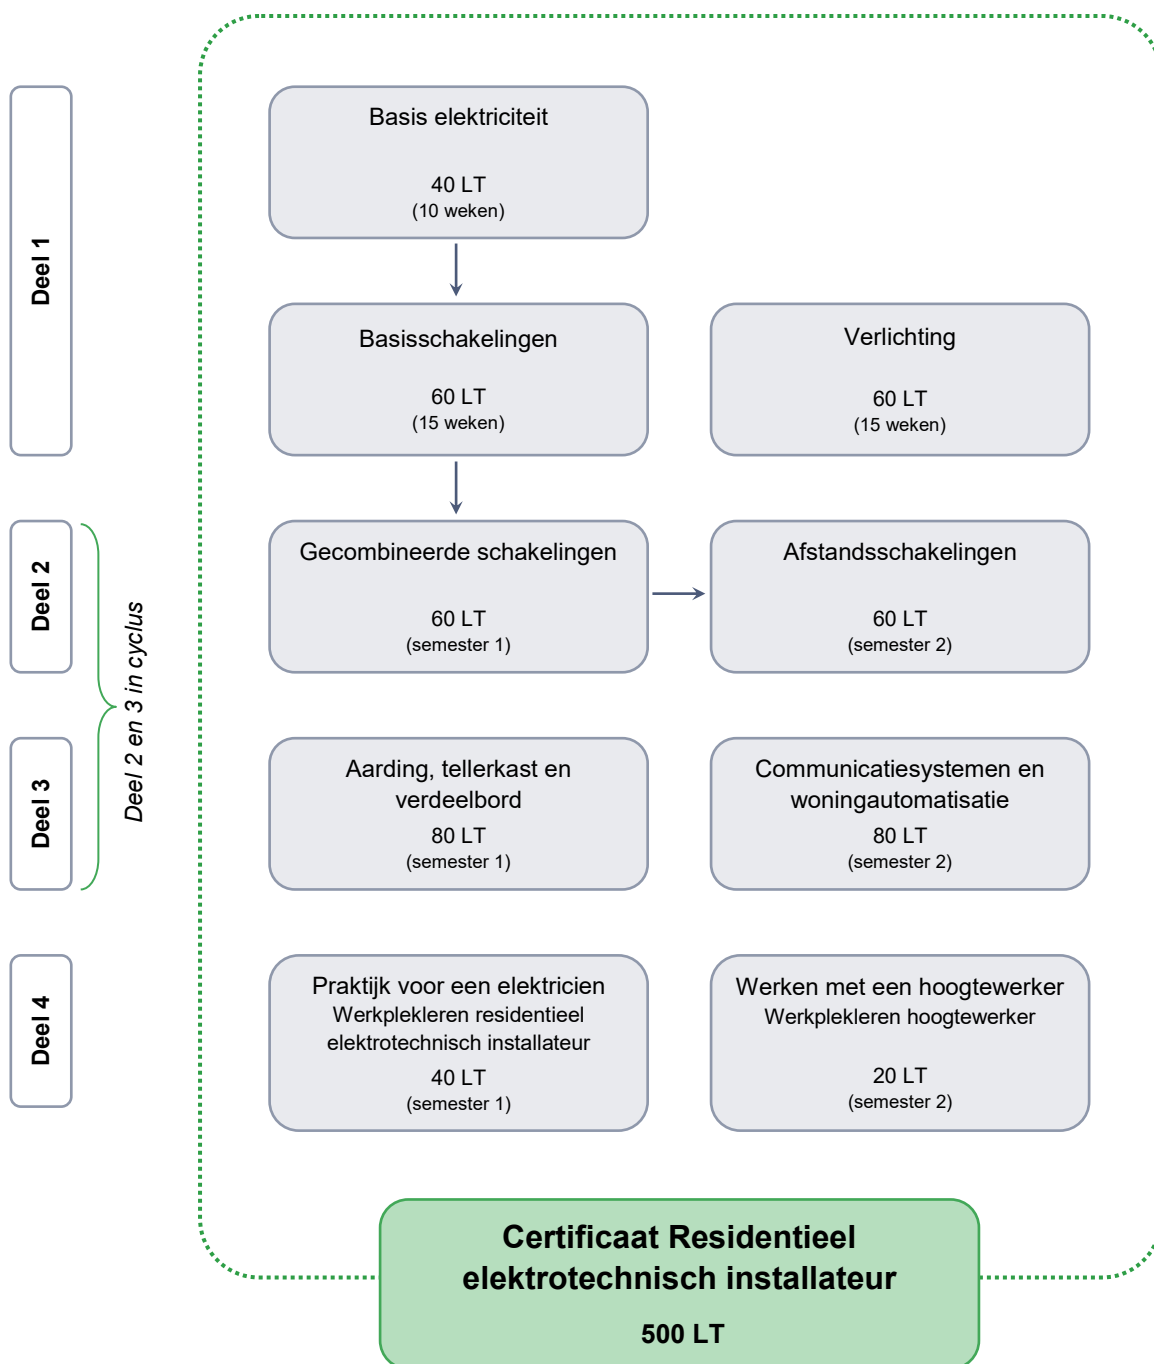 Deel 1
Basis elektriciteit
40 LT
(10 weken)
Basisschakelingen
60 LT
(15 weken)
Verlichting
60 LT
(15 weken)
Deel 2
Deel 2 en 3 in cyclus
Gecombineerde schakelingen
60 LT
(semester 1)
Afstandsschakelingen
60 LT
(semester 2)
Deel 3
Aarding, tellerkast en
verdeelbord
80 LT
(semester 1)
Communicatiesystemen en
woningautomatisatie
80 LT
(semester 2)
Deel 4
Praktijk voor een elektricien
Werkplekleren residentieel
elektrotechnisch installateur
40 LT
(semester 1)
Werken met een hoogtewerker
Werkplekleren hoogtewerker
20 LT
(semester 2)
Certificaat Residentieel
elektrotechnisch installateur
500 LT